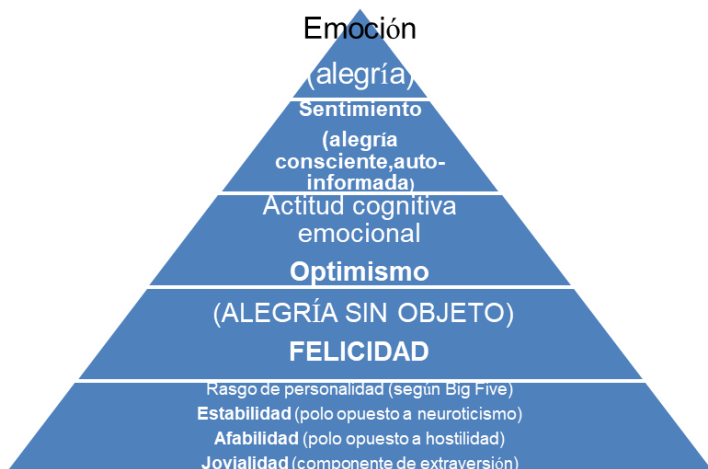 Emoción
(alegría)
Sentimiento
(alegría
consciente,auto-
informada)
Actitud cognitiva
emocional
Optimismo
(ALEGRÍA SIN OBJETO)
FELICIDAD
Rasgo de personalidad (según Big Five)
Estabilidad (polo opuesto a neuroticismo)
Afabilidad (polo opuesto a hostilidad)
Jovialidad (componente de extraversión)